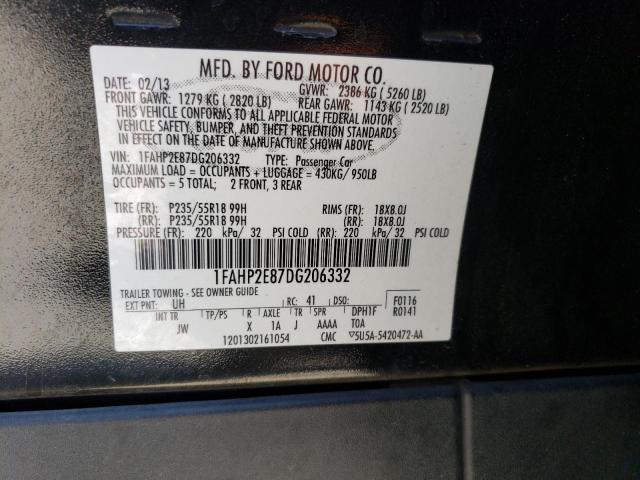 MFD. BY FORD MOTOR CO.
DATE: 02/13 GVWR: 2386 KG ( 5260 LB)
FRONT GAWR: 1279 KG ( 2820 LB) REAR GAWR: 1143 KG ( 2520 LB)
THIS VEHICLE CONFORMS TO ALL APPLICABLE FEDERAL MOTOR
VEHICLE SAFETY, BUMPER, AND THEFT PREVENTION STANDARDS
IN EFFECT ON THE DATE OF MANUFACTURE SHOWN ABOVE.
VIN: 1FAHP2E87DG206332 TYPE: Passenger Car
MAXIMUM LOAD = OCCUPANTS + LUGGAGE = 430KG/ 950LB
OCCUPANTS = 5 TOTAL; 2 FRONT, 3 REAR
TIRE (FR): P235/55R18 99H RIMS (FR): 18X8.0J
(RR): P235/55R18 99H (RR): 18X8.0J
PRESSURE (FR): 220 kPa/ 32 PSI COLD (RR): 220 kPa/ 32 PSI COLD
1FAHP2E87DG206332
TRAILER TOWING - SEE OWNER GUIDE
EXT PNT: UH RC: 41 DSO: F0116
INT TR TP/PS R AXLE TR SPR DPH1F R0141
JW X 1A J AAAA TOA
1201302161054 CMC 5U5A-5420472-AA